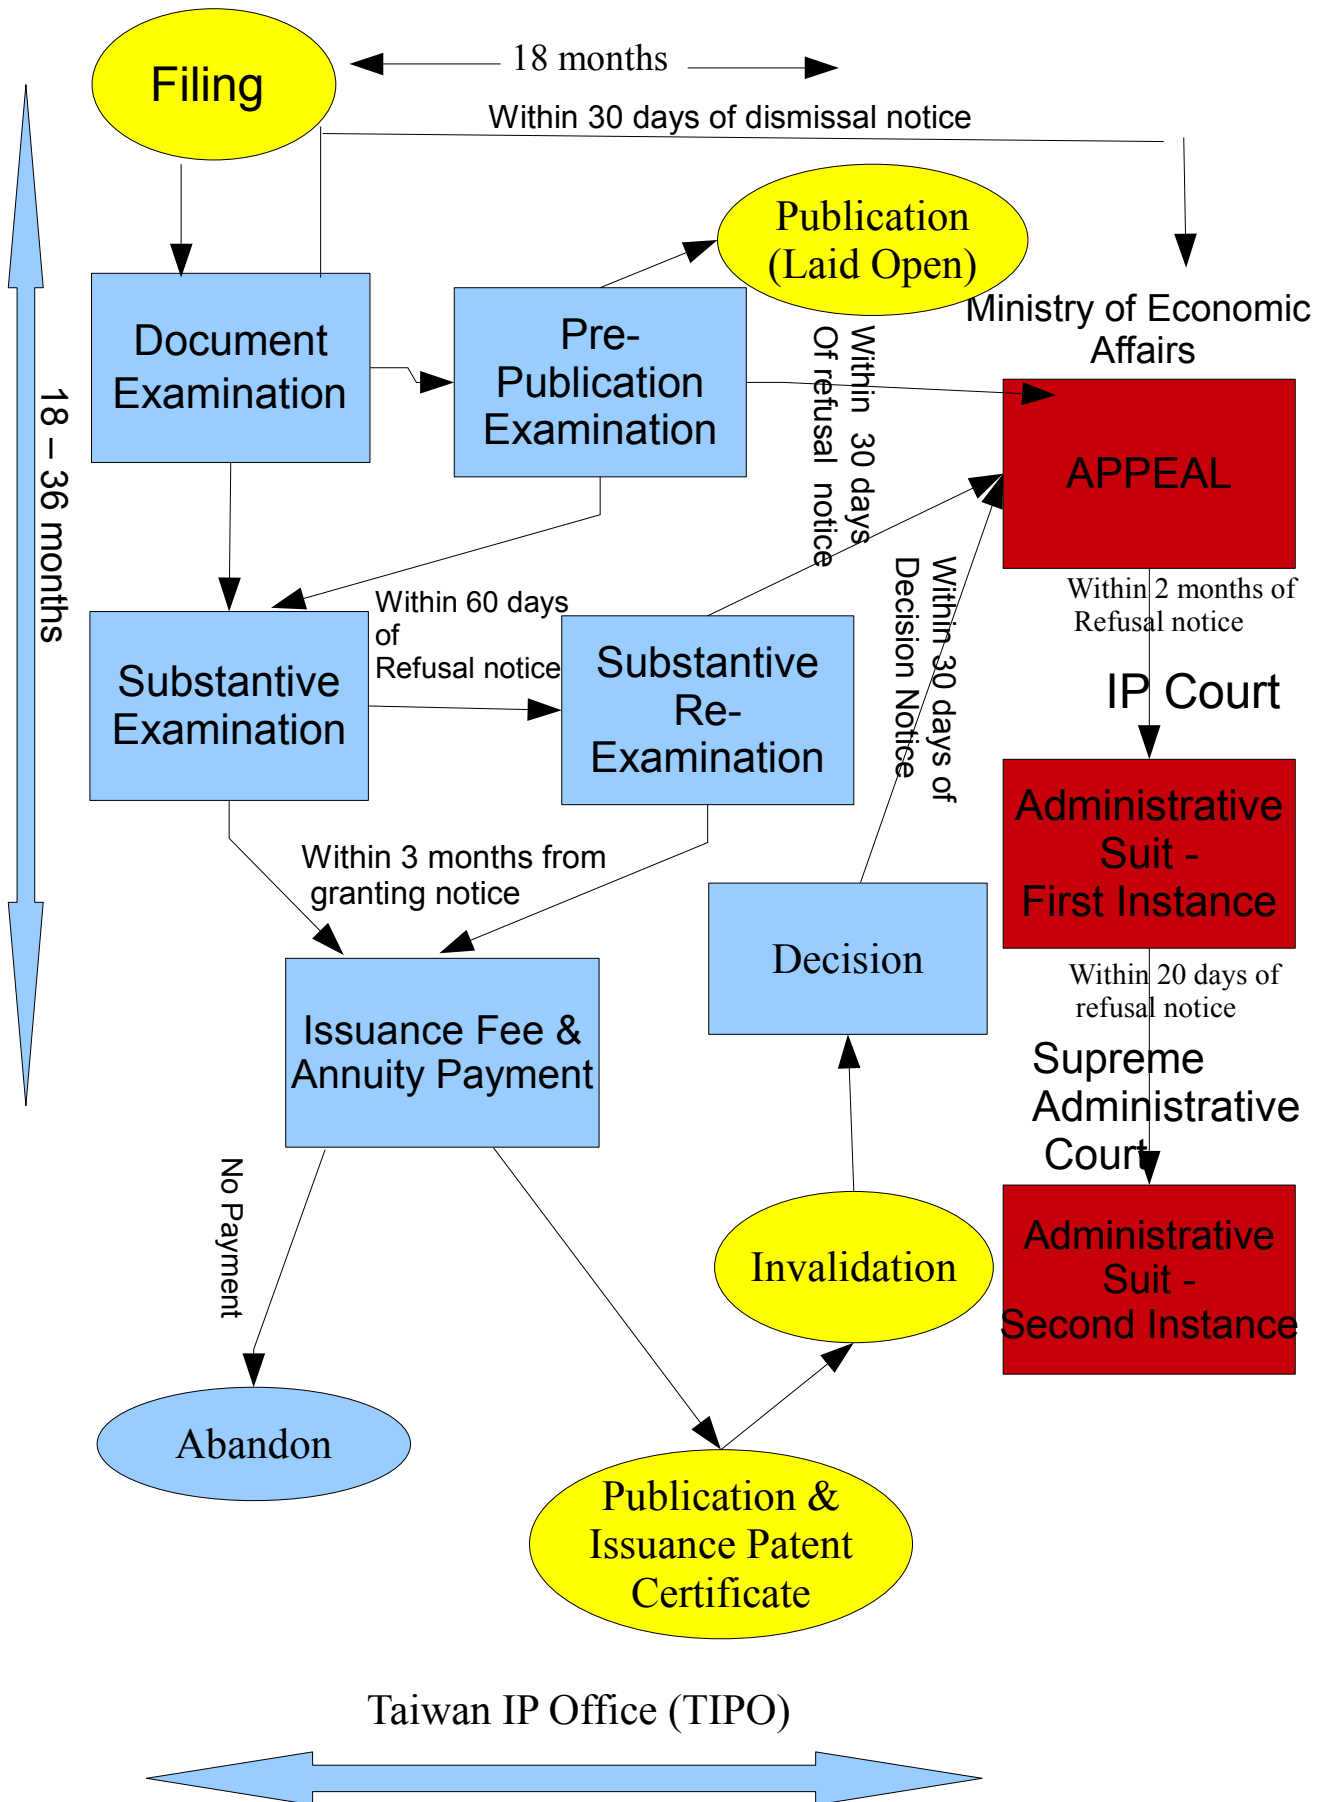 Filing
18 months
Within 30 days of dismissal notice
Publication
(Laid Open)
Ministry of Economic
Affairs
Document
Examination
Pre-
Publication
Examination
Within 30 days
Of refusal notice
APPEAL
18 – 36 months
Within 2 months of
Refusal notice
Within 60 days
of
Refusal notice
Substantive
Examination
Substantive
Re-
Examination
Within 30 days of
Decision Notice
IP Court
Administrative
Suit -
First Instance
Within 3 months from
granting notice
Decision
Within 20 days of
refusal notice
Issuance Fee &
Annuity Payment
Supreme
Administrative
Court
No Payment
Invalidation
Administrative
Suit -
Second Instance
Abandon
Publication &
Issuance Patent
Certificate
Taiwan IP Office (TIPO)